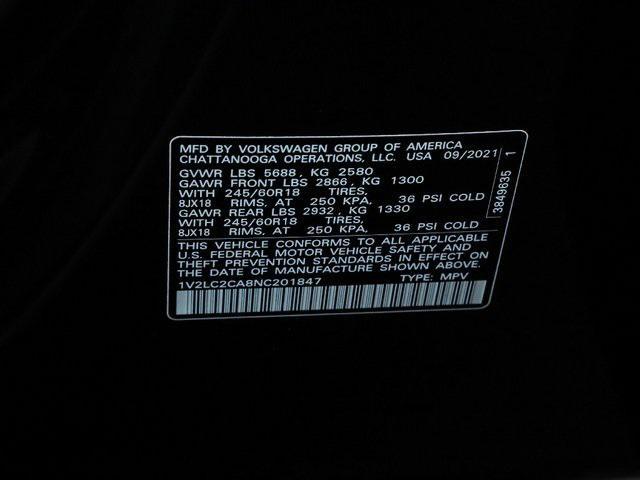 MFD BY VOLKSWAGEN GROUP OF AMERICA
CHATTANOOGA OPERATIONS, LLC. USA 09/2021
GVWR LBS 5688, KG 2580
GAWR FRONT LBS 2866, KG 1300
WITH 245/60R18 TIRES,
8JX18 RIMS, AT 250 KPA, 36 PSI COLD
GAWR REAR LBS 2932, KG 1330
WITH 245/60R18 TIRES,
8JX18 RIMS, AT 250 KPA, 36 PSI COLD
THIS VEHICLE CONFORMS TO ALL APPLICABLE
U.S. FEDERAL MOTOR VEHICLE SAFETY AND
THEFT PREVENTION STANDARDS IN EFFECT ON
THE DATE OF MANUFACTURE SHOWN ABOVE.
1V2LC2CA8NC201847 TYPE: MPV
3849635 1